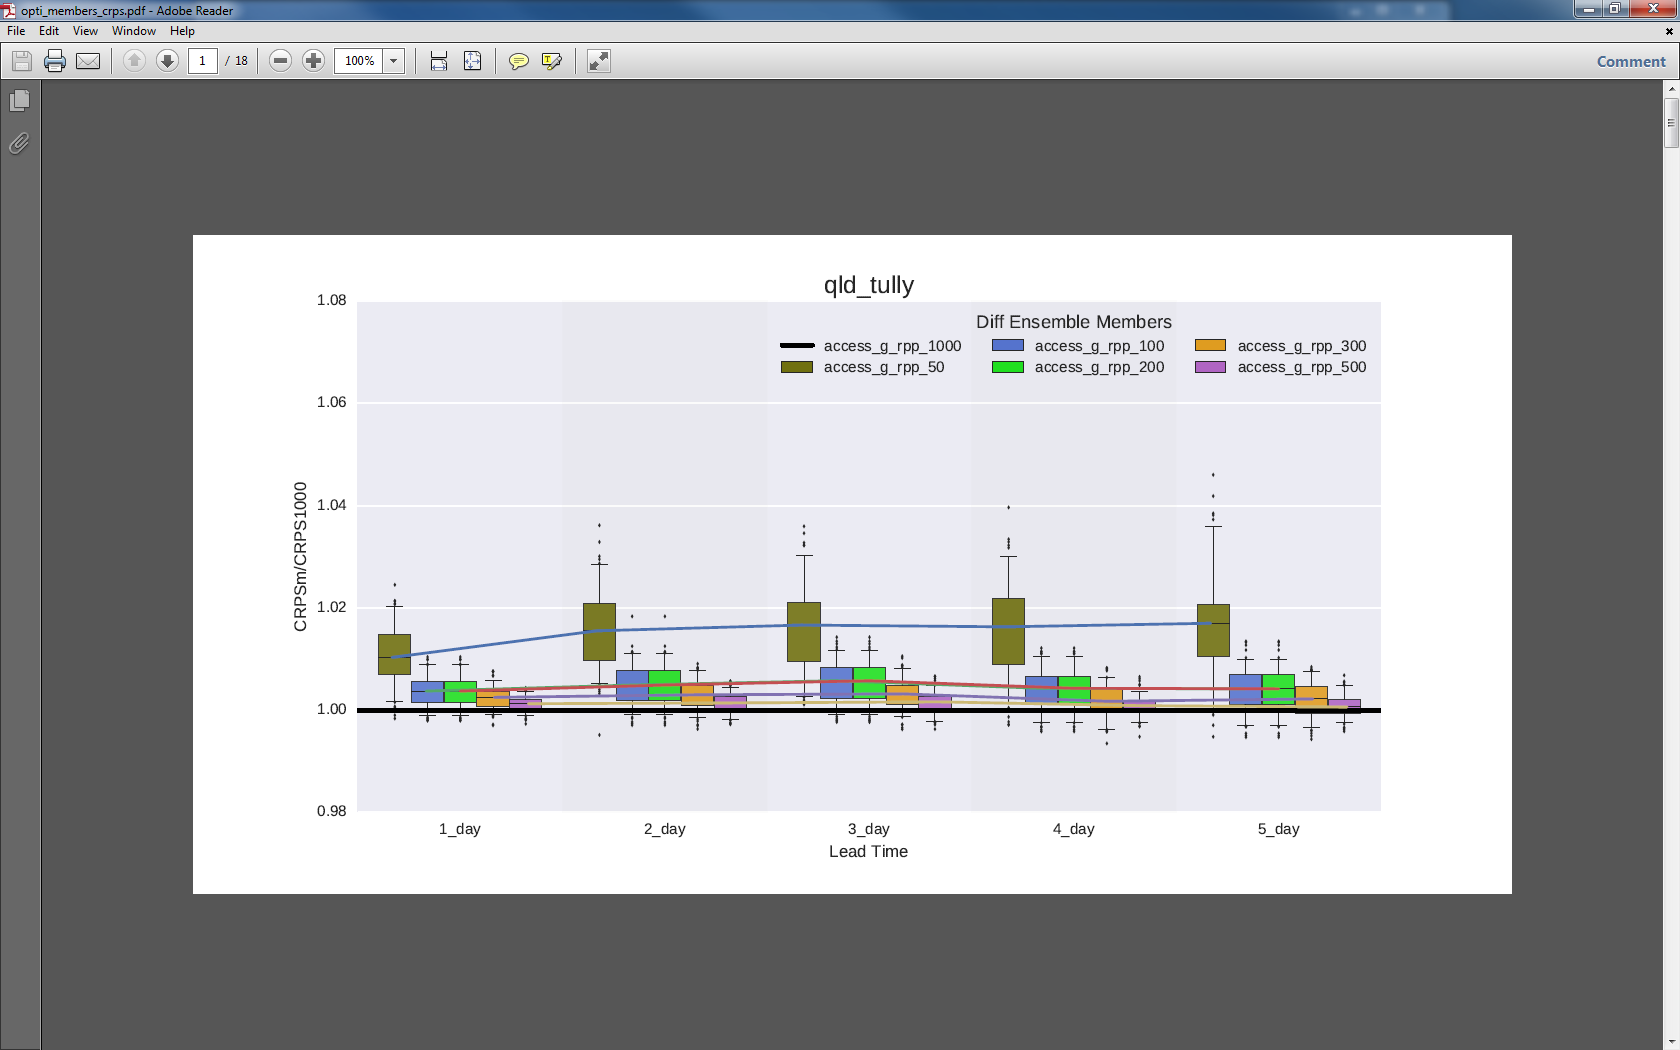 opti_members_crps.pdf - Adobe Reader
File Edit View Window Help
1 / 18 100% Comment
qld_tully
Diff Ensemble Members
access_g_rpp_1000 access_g_rpp_100 access_g_rpp_300
access_g_rpp_50 access_g_rpp_200 access_g_rpp_500
1.08
1.06
1.04
1.02
1.00
0.98
CRPSm/CRPS1000
1_day 2_day 3_day 4_day 5_day
Lead Time